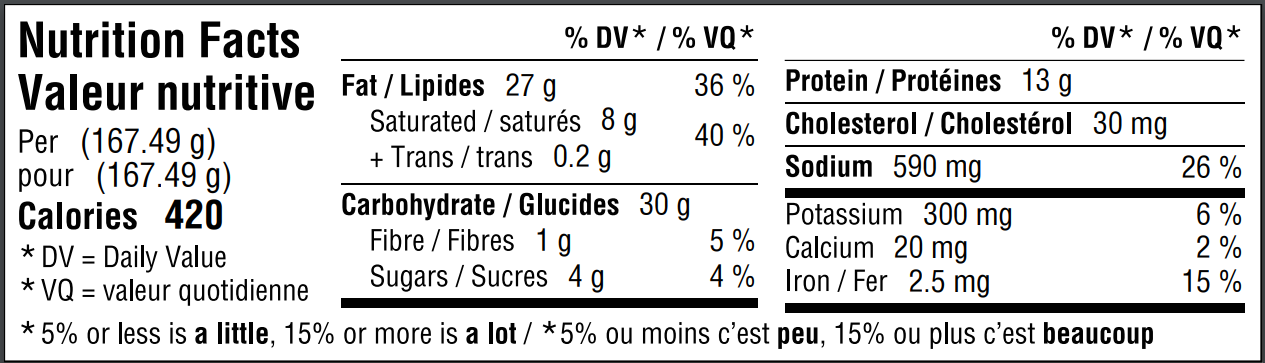 Nutrition Facts
Valeur nutritive
Per (167.49 g)
pour (167.49 g)
Calories 420
* DV = Daily Value
* VQ = valeur quotidienne
% DV* / % VQ*
Fat / Lipides 27 g 36 %
Saturated / saturés 8 g
40 %
+ Trans / trans 0.2 g
Carbohydrate / Glucides 30 g
Fibre / Fibres 1 g 5 %
Sugars / Sucres 4 g 4 %
% DV* / % VQ*
Protein / Protéines 13 g
Cholesterol / Cholestérol 30 mg
Sodium 590 mg 26 %
Potassium 300 mg 6 %
Calcium 20 mg 2 %
Iron / Fer 2.5 mg 15 %
* 5% or less is a little, 15% or more is a lot / *5% ou moins c'est peu, 15% ou plus c'est beaucoup